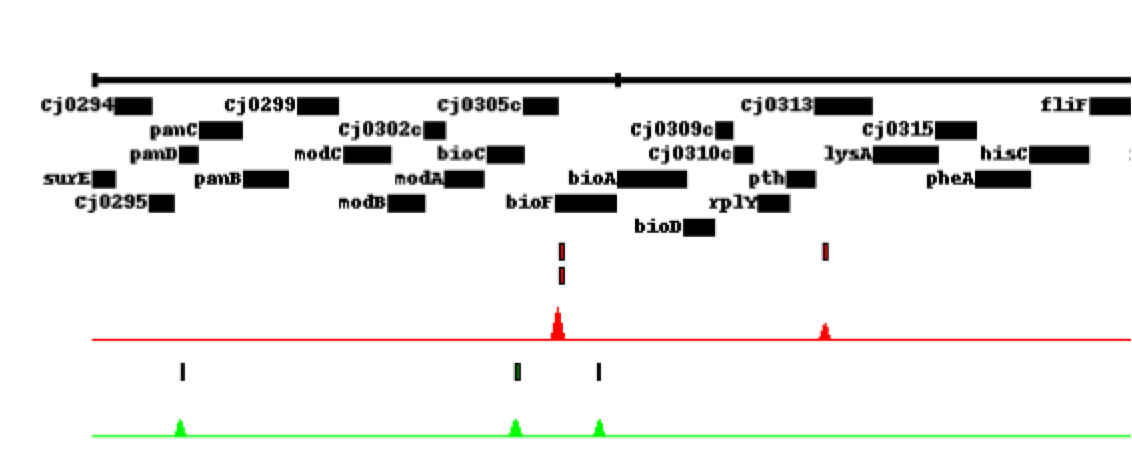 Cj0294 Cj0299 Cj0305c Cj0313 fliF
panC Cj0302c Cj0309c Cj0315
panD modC bioC Cj0310c lysA hisC
surE panB modA bioA pth pheA
Cj0295 modB bioF rplY
bioD